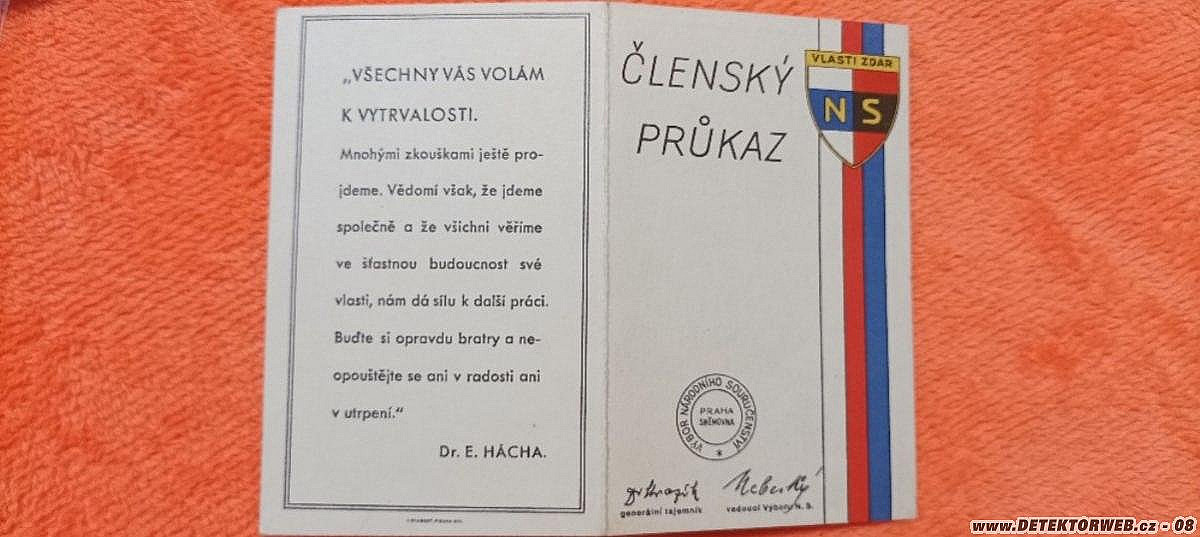 „VŠECHNY VÁS VOLÁM
K VYTRVALOSTI.
Mnohými zkouškami ještě pro-
jdeme. Vědomí však, že jdeme
společně a že všichni věříme
ve šťastnou budoucnost své
vlasti, nám dá sílu k další práci.
Buďte si opravdu bratry a ne-
opouštějte se ani v radosti ani
v utrpení.“
Dr. E. HÁCHA.
ČLENSKÝ
PRŮKAZ
VLASTI ZDAR
NS
VÝBOR NÁRODNÍHO SOURUČENSTVÍ
PRAHA
SNĚMOVNA
*
Nebeský
generální tajemník
vedoucí Výboru N. S.
www.DETEKTORWEB.cz - 08